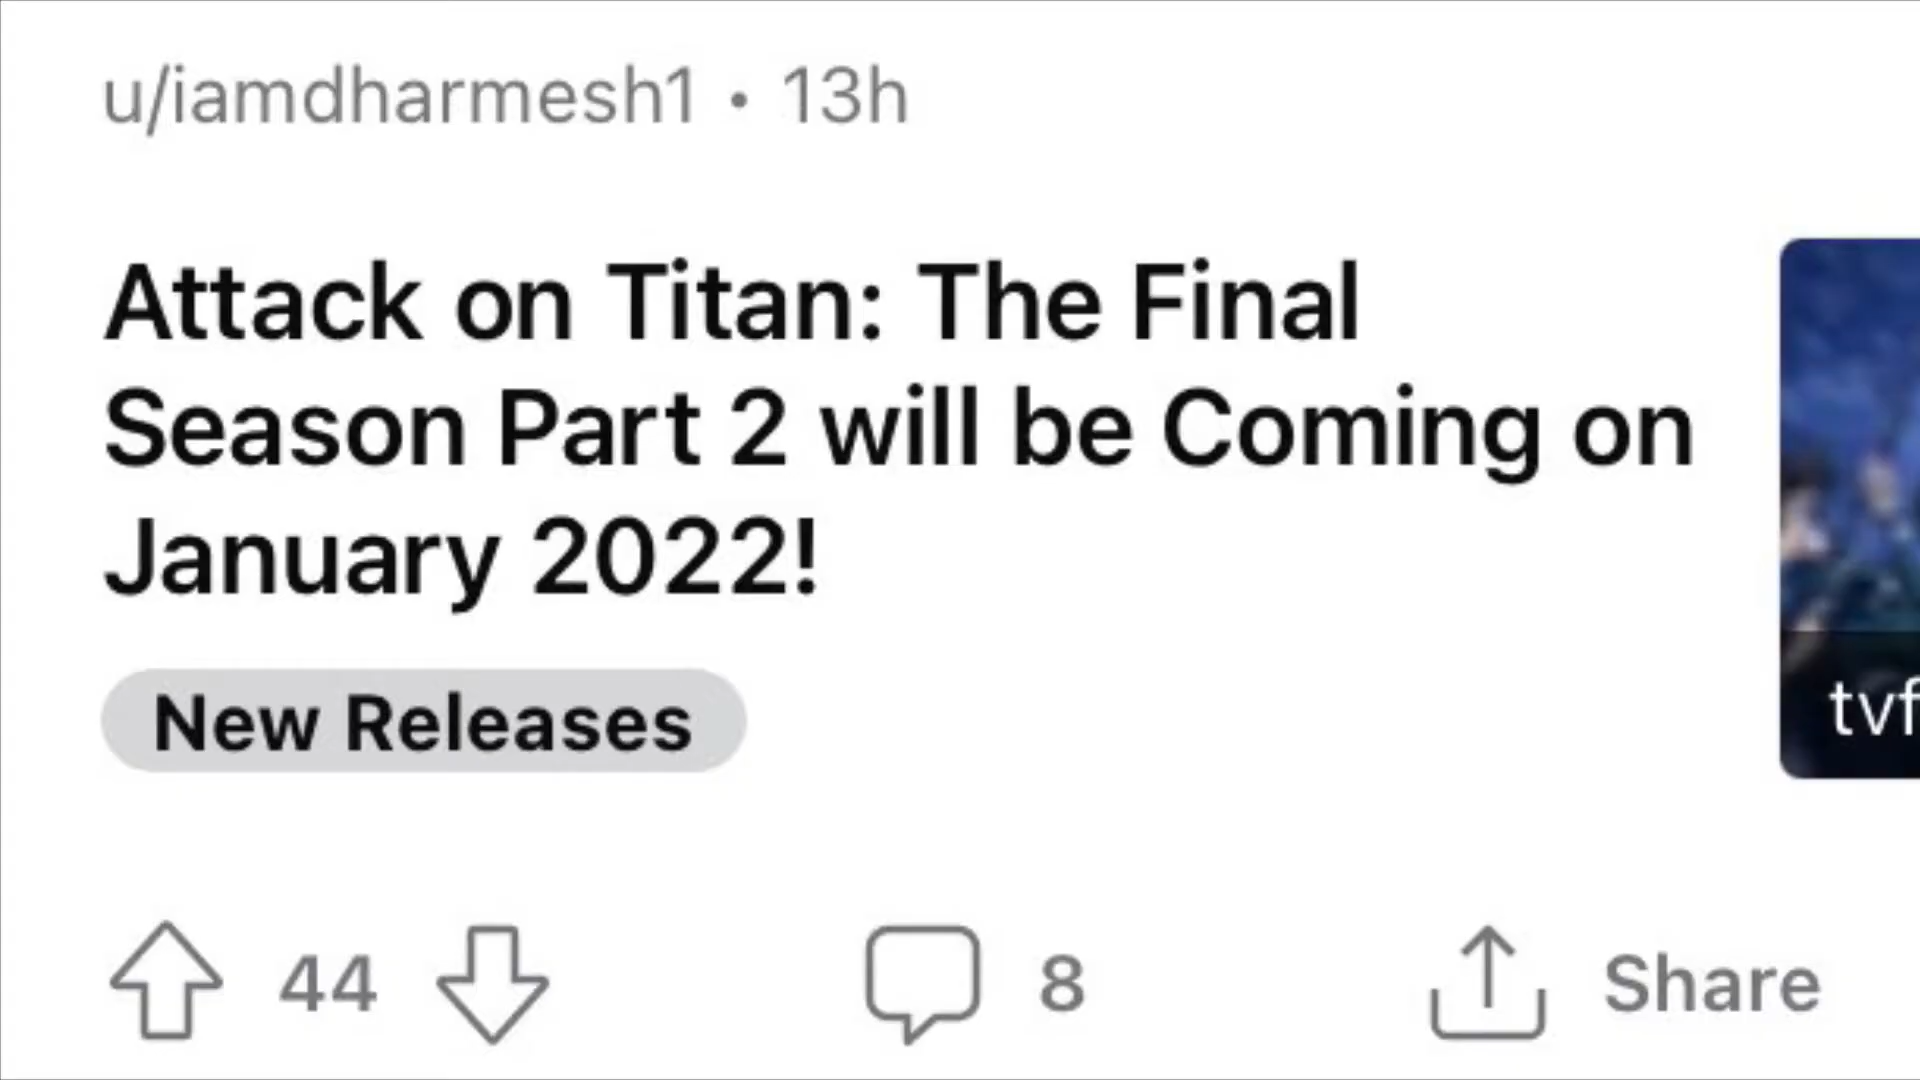 u/iamdharmesh1 • 13h
Attack on Titan: The Final
Season Part 2 will be Coming on
January 2022!
New Releases
tvf
44
8
Share